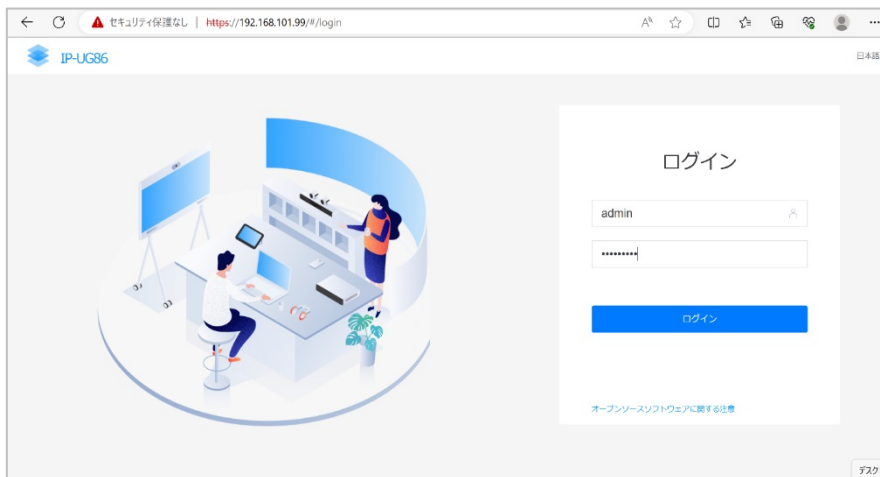 セキュリティ保護なし | https://192.168.101.99/#/login
IP-UG86
日本語
ログイン
admin
•••••••••
ログイン
オープンソースソフトウェアに関する注意
デスク